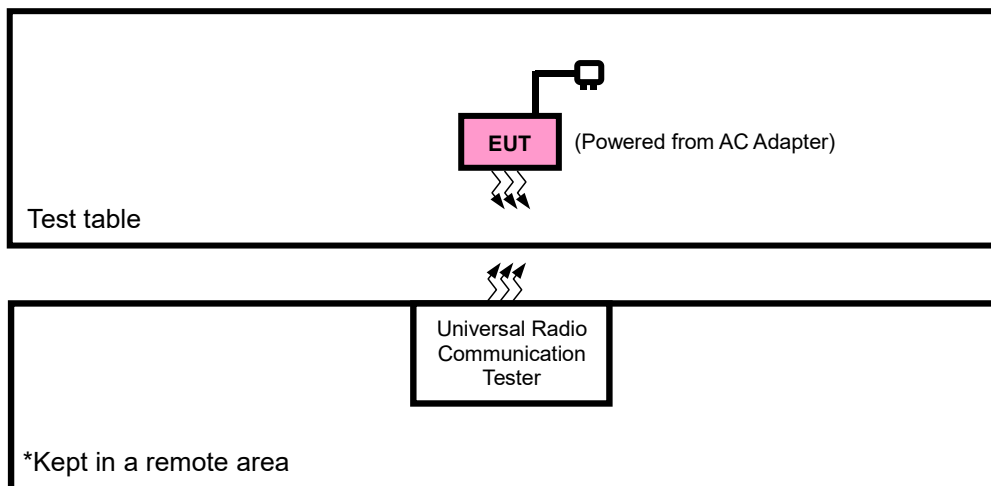 EUT
(Powered from AC Adapter)
Test table
Universal Radio
Communication
Tester
*Kept in a remote area